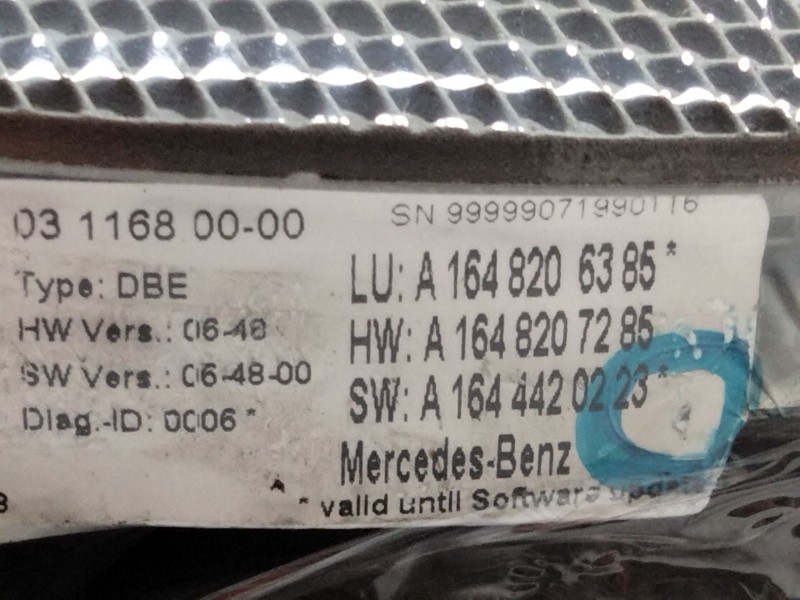 03 1168 00-00
SN 99999071990116
Type: DBE
HW Vers.: 06-48
SW Vers.: 06-48-00
Diag.-ID: 0006 *
LU: A 164 820 63 85 *
HW: A 164 820 72 85
SW: A 164 442 02 23 *
Mercedes-Benz
* valid until Software